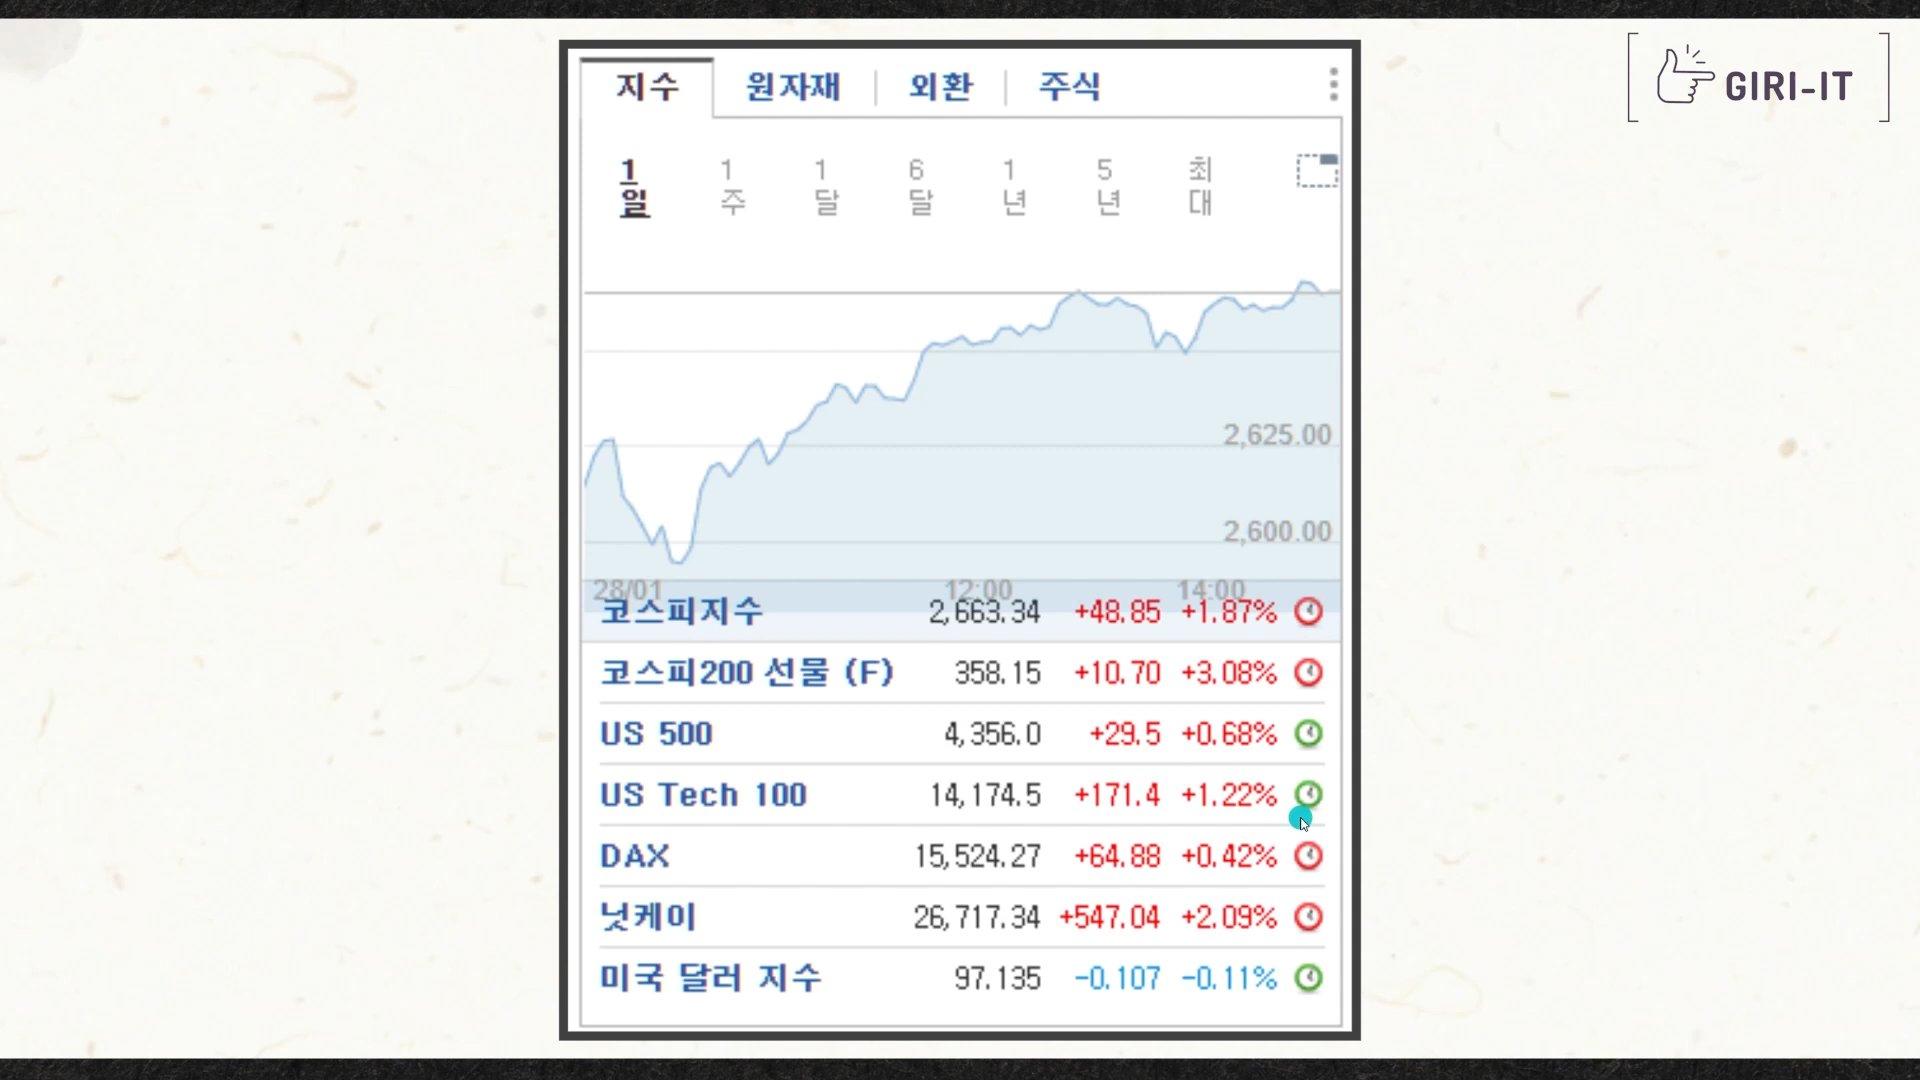 GIRI-IT
지수 원자재 외환 주식
1일 1주 1달 6달 1년 5년 최대
2,625.00
2,600.00
28/01 12:00 14:00
코스피지수 2,663.34 +48.85 +1.87%
코스피200 선물 (F) 358.15 +10.70 +3.08%
US 500 4,356.0 +29.5 +0.68%
US Tech 100 14,174.5 +171.4 +1.22%
DAX 15,524.27 +64.88 +0.42%
닛케이 26,717.34 +547.04 +2.09%
미국 달러 지수 97.135 -0.107 -0.11%